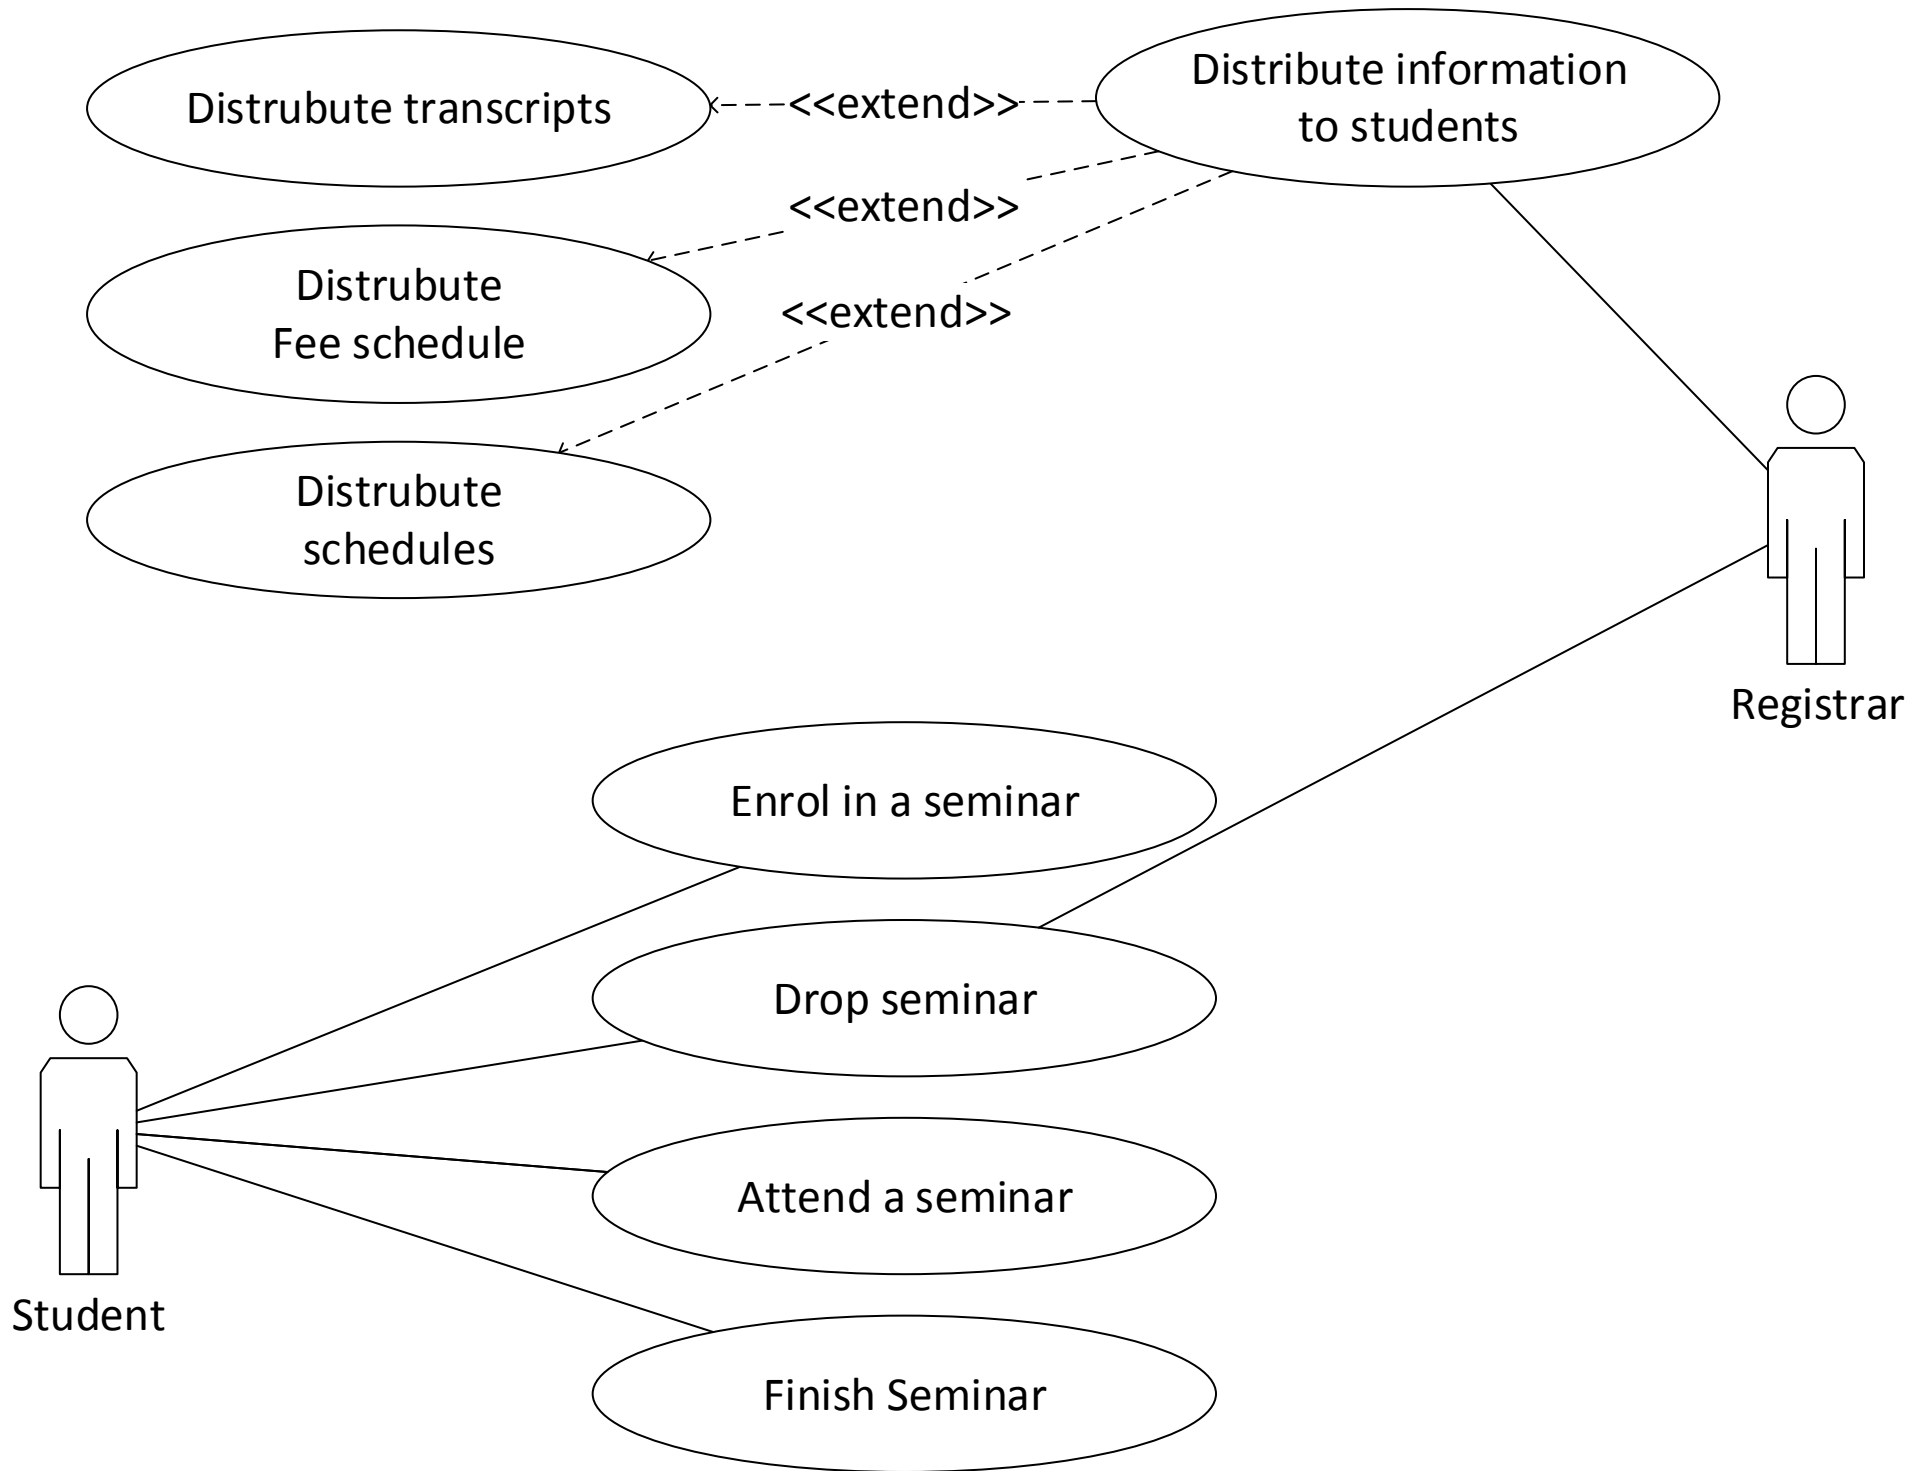 Distrubute transcripts
<<extend>>
Distribute information
to students
<<extend>>
Distrubute
Fee schedule
<<extend>>
Distrubute
schedules
Registrar
Enrol in a seminar
Drop seminar
Attend a seminar
Student
Finish Seminar